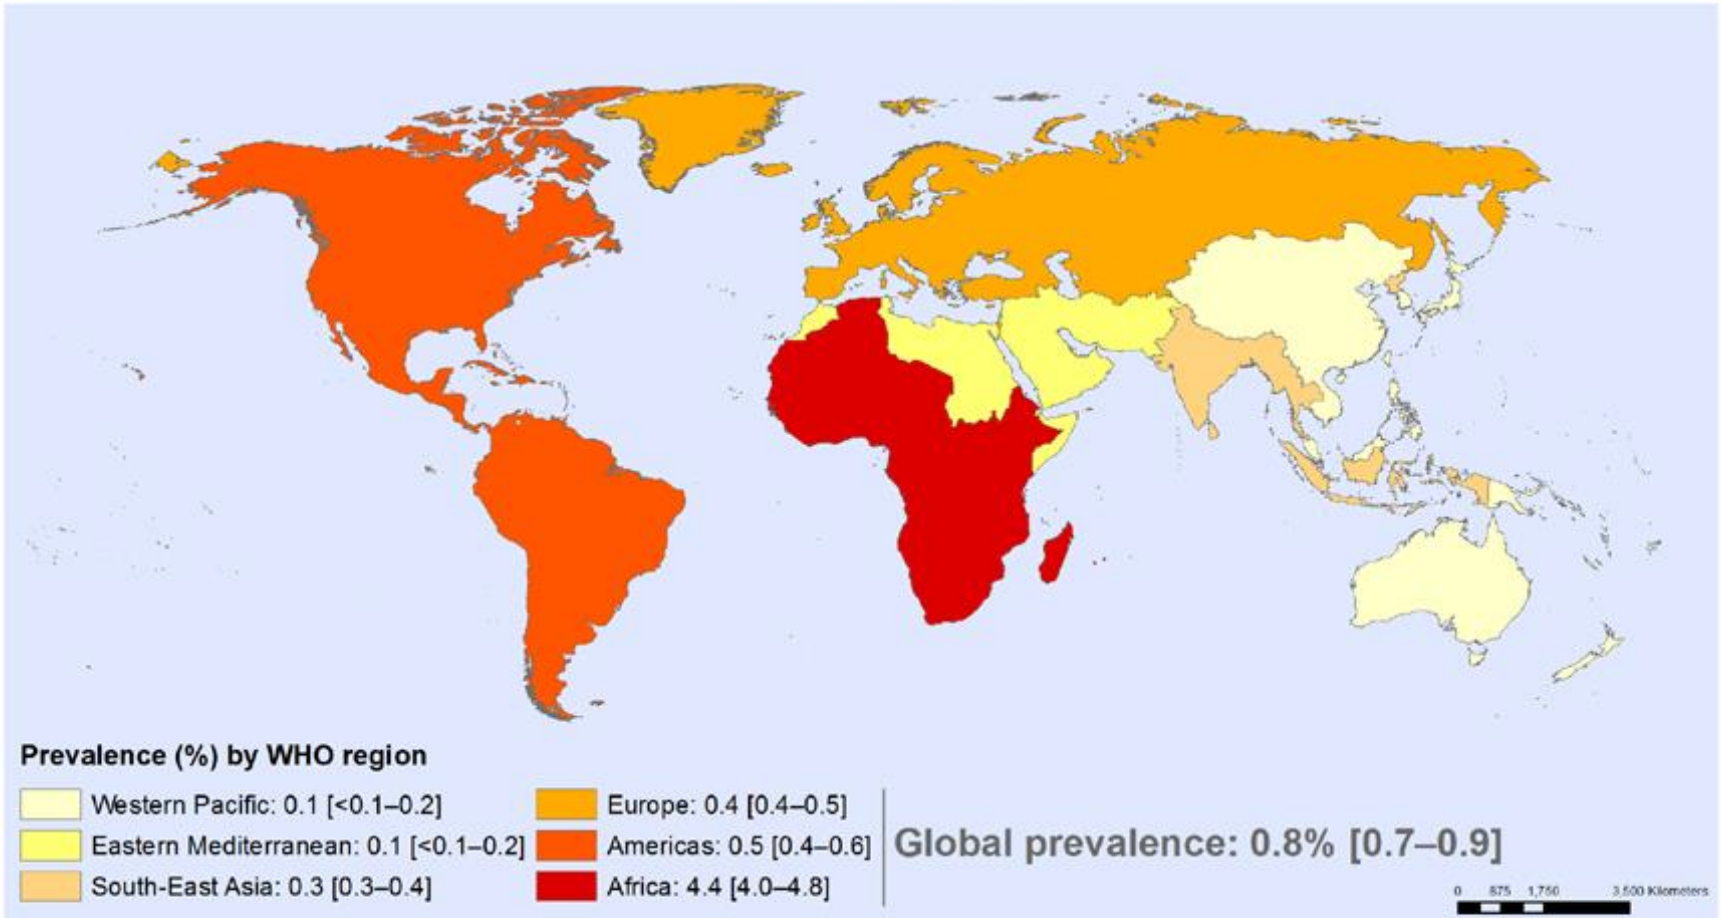 Prevalence (%) by WHO region
Western Pacific: 0.1 [<0.1–0.2]
Eastern Mediterranean: 0.1 [<0.1–0.2]
South-East Asia: 0.3 [0.3–0.4]
Europe: 0.4 [0.4–0.5]
Americas: 0.5 [0.4–0.6]
Africa: 4.4 [4.0–4.8]
Global prevalence: 0.8% [0.7–0.9]
0 875 1,750 3,500 Kilometers